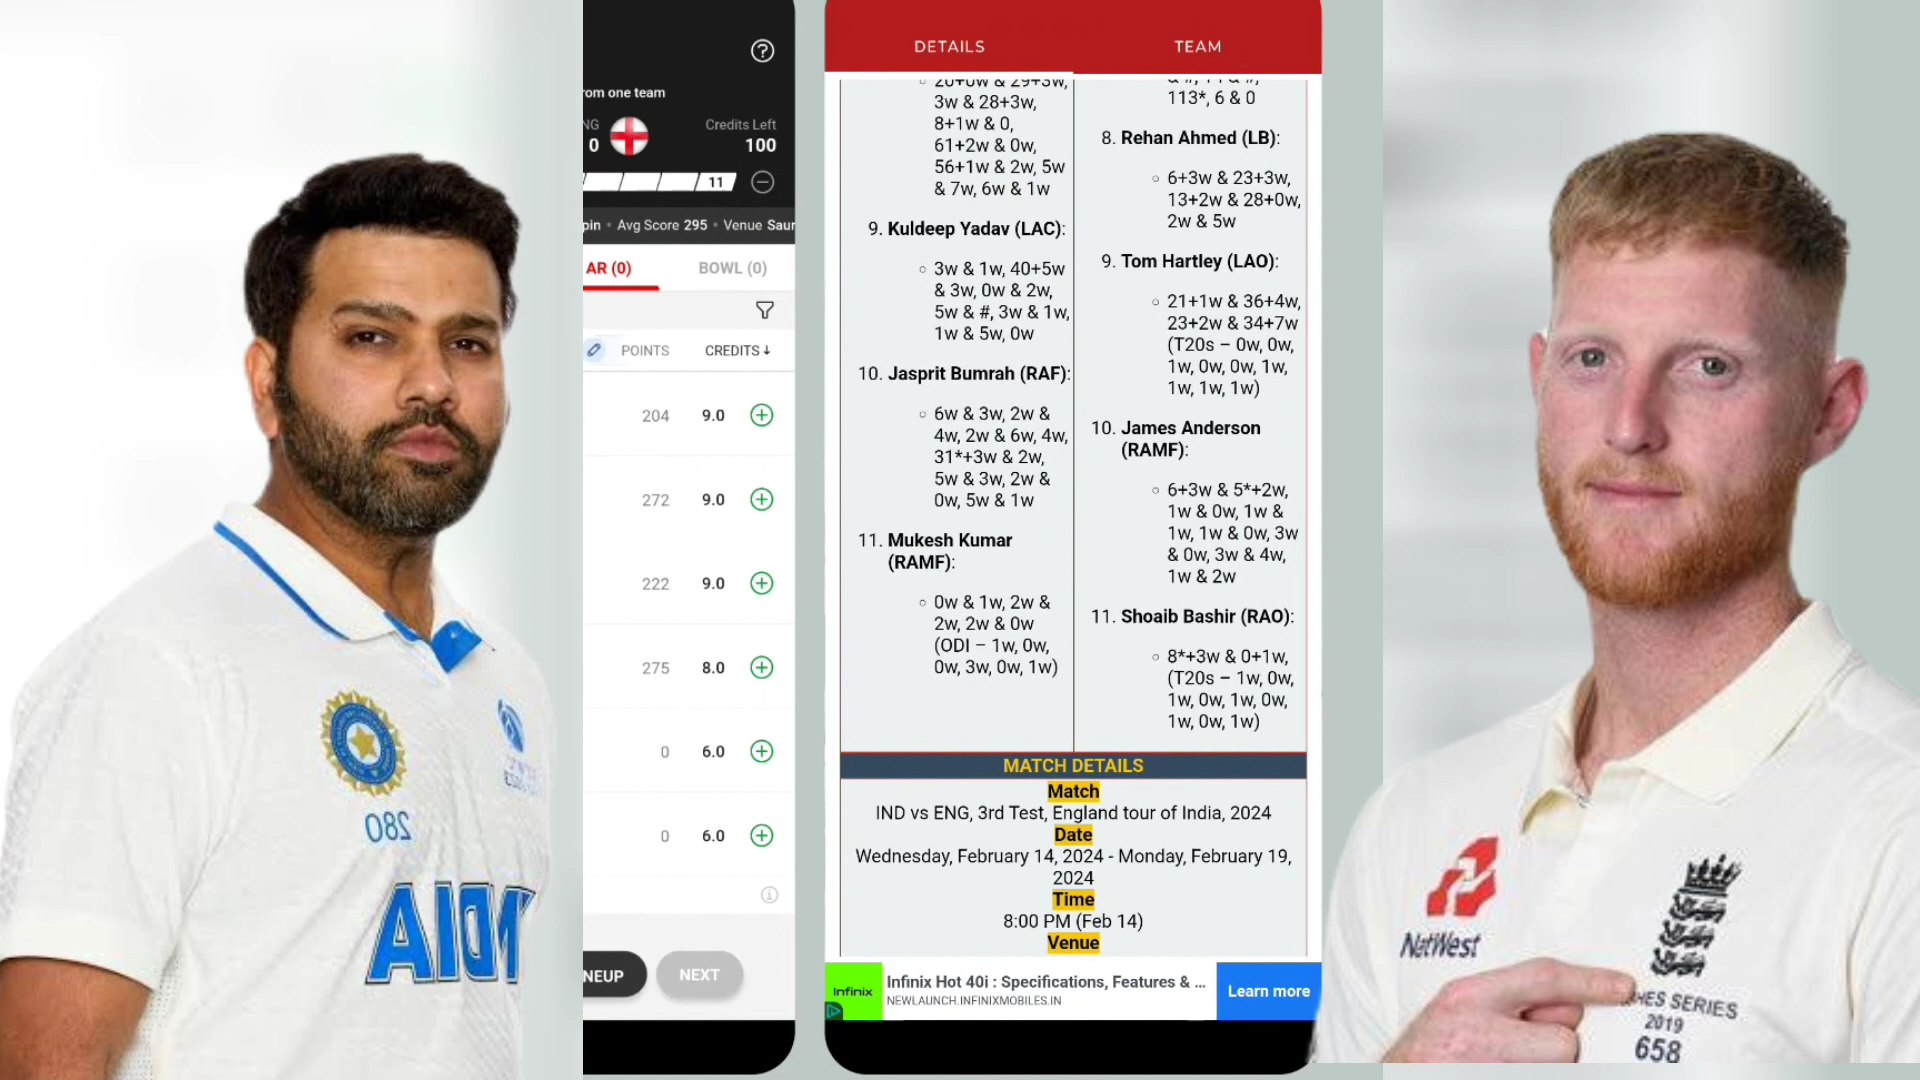 rom one team
NG
0
Credits Left
100
11
pin • Avg Score 295 • Venue Saur
AR (0)
BOWL (0)
POINTS
CREDITS ↓
204 9.0
272 9.0
222 9.0
275 8.0
0 6.0
0 6.0
NEUP
NEXT
DETAILS
TEAM
20+0w & 29+3w,
3w & 28+3w,
8+1w & 0,
61+2w & 0w,
56+1w & 2w, 5w
& 7w, 6w & 1w
9. Kuldeep Yadav (LAC):
3w & 1w, 40+5w
& 3w, 0w & 2w,
5w & #, 3w & 1w,
1w & 5w, 0w
10. Jasprit Bumrah (RAF):
6w & 3w, 2w &
4w, 2w & 6w, 4w,
31*+3w & 2w,
5w & 3w, 2w &
0w, 5w & 1w
11. Mukesh Kumar
(RAMF):
0w & 1w, 2w &
2w, 2w & 0w
(ODI – 1w, 0w,
0w, 3w, 0w, 1w)
113*, 6 & 0
8. Rehan Ahmed (LB):
6+3w & 23+3w,
13+2w & 28+0w,
2w & 5w
9. Tom Hartley (LAO):
21+1w & 36+4w,
23+2w & 34+7w
(T20s – 0w, 0w,
1w, 0w, 0w, 1w,
1w, 1w, 1w)
10. James Anderson
(RAMF):
6+3w & 5*+2w,
1w & 0w, 1w &
1w, 1w & 0w, 3w
& 0w, 3w & 4w,
1w & 2w
11. Shoaib Bashir (RAO):
8*+3w & 0+1w,
(T20s – 1w, 0w,
1w, 0w, 1w, 0w,
1w, 0w, 1w)
MATCH DETAILS
Match
IND vs ENG, 3rd Test, England tour of India, 2024
Date
Wednesday, February 14, 2024 - Monday, February 19,
2024
Time
8:00 PM (Feb 14)
Venue
Infinix
Infinix Hot 40i : Specifications, Features & ...
NEWLAUNCH.INFINIXMOBILES.IN
Learn more
280
INDIA
NatWest
HES SERIES
2019
658